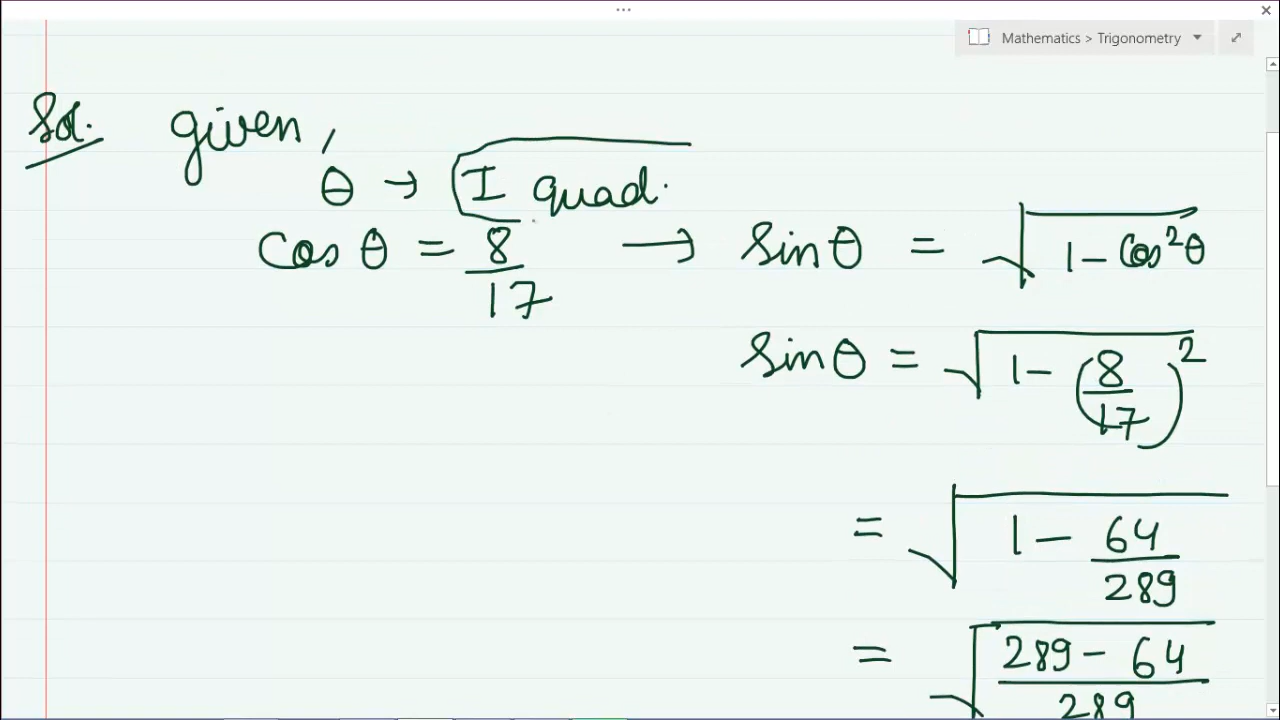 Mathematics > Trigonometry
Sol. given,
θ → I quad.
cos θ = 8/17 → sin θ = √(1 - cos²θ)
sin θ = √(1 - (8/17)²)
= √(1 - 64/289)
= √((289 - 64)/289)